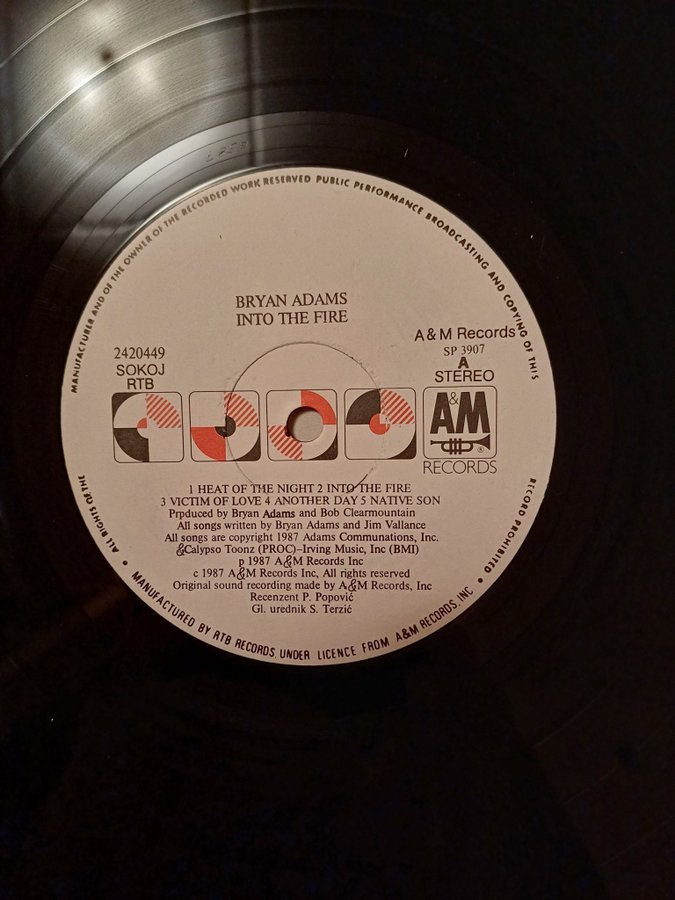 MANUFACTURER AND OF THE OWNER OF THE RECORDED WORK RESERVED PUBLIC PERFORMANCE BROADCASTING AND COPYING OF THIS
BRYAN ADAMS
INTO THE FIRE
2420449
SOKOJ
RTB
A & M Records
SP 3907
A
STEREO
A&M
®
RECORDS
1 HEAT OF THE NIGHT 2 INTO THE FIRE
3 VICTIM OF LOVE 4 ANOTHER DAY 5 NATIVE SON
Prpduced by Bryan Adams and Bob Clearmountain
All songs written by Bryan Adams and Jim Vallance
All songs are copyright 1987 Adams Communations, Inc.
&Calypso Toonz (PROC)–Irving Music, Inc (BMI)
p 1987 A&M Records Inc
c 1987 A&M Records Inc, All rights reserved
Original sound recording made by A&M Records, Inc
Recenzent P. Popović
Gl. urednik S. Terzić
• ALL RIGHTS OF THE
RECORD PROHIBITED •
• MANUFACTURED BY RTB RECORDS, UNDER LICENCE FROM A&M RECORDS, INC •